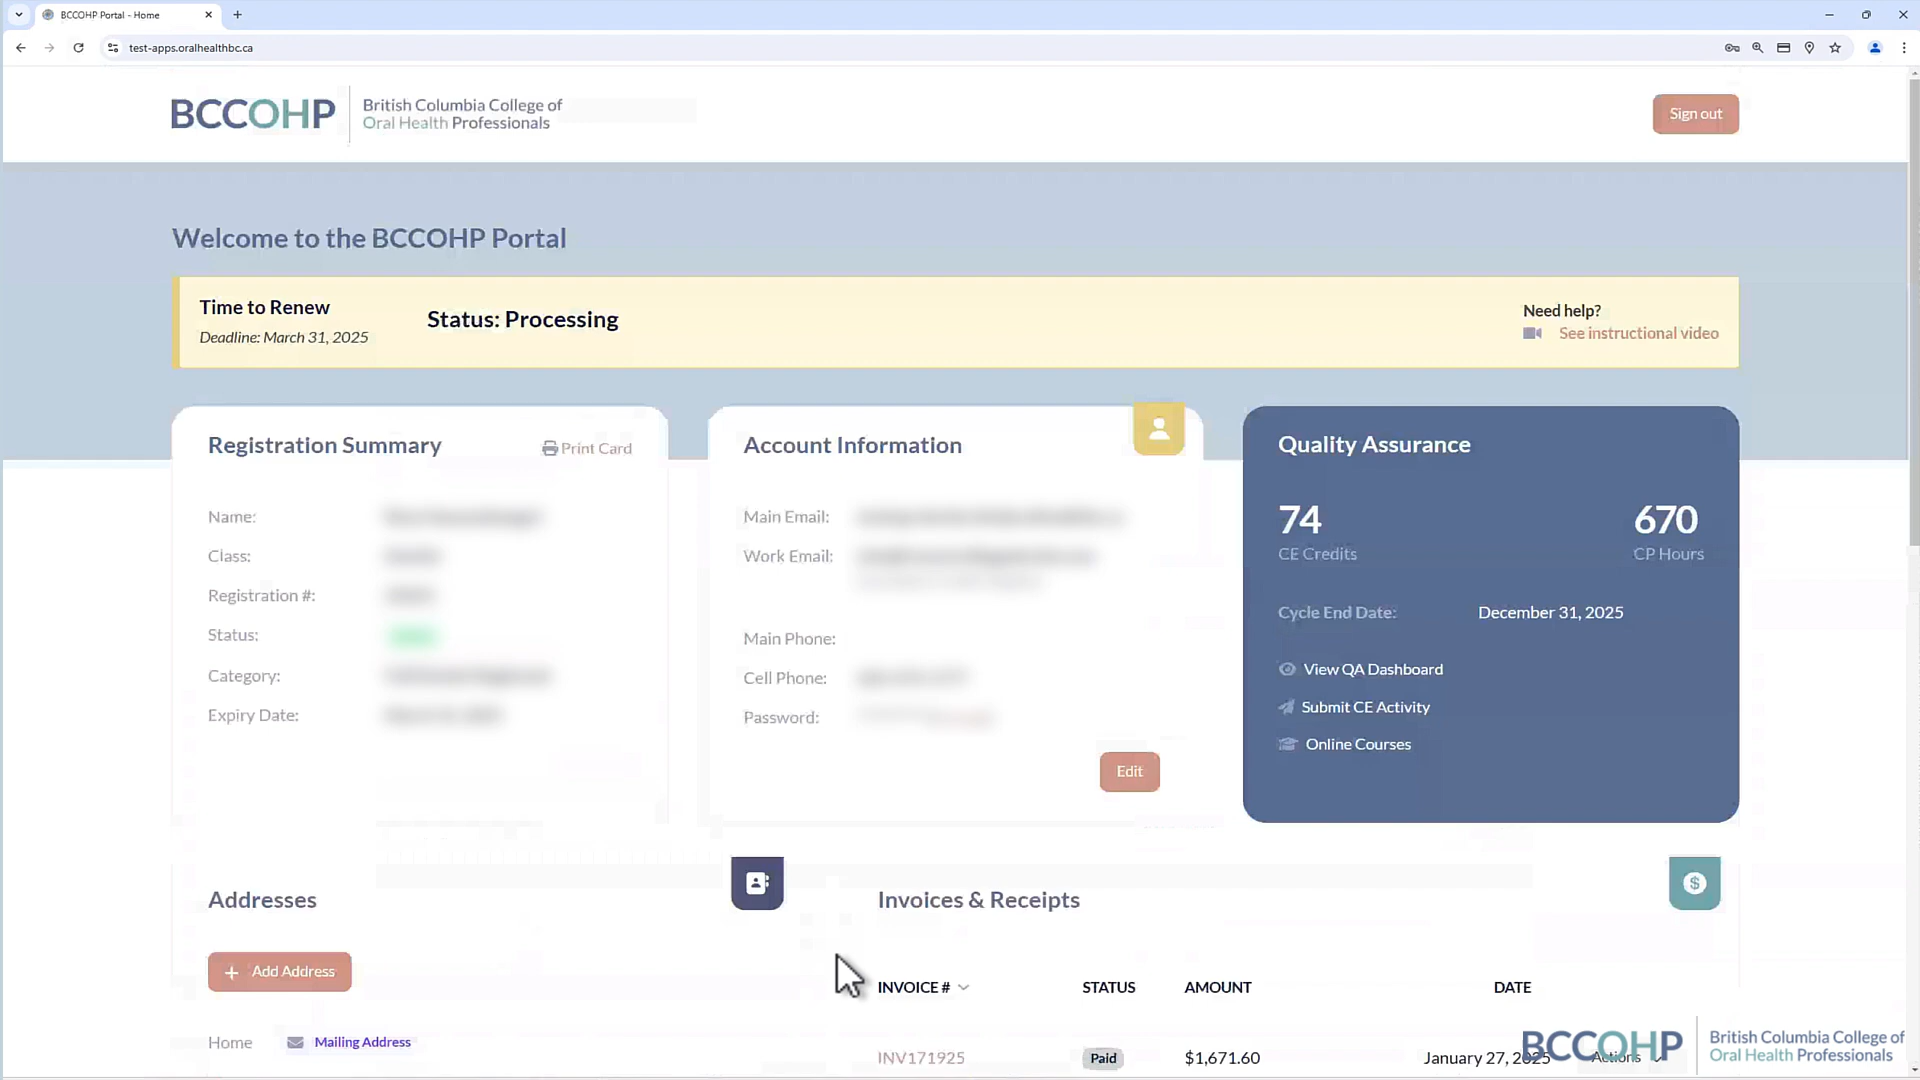 BCCOHP Portal - Home
test-apps.oralhealthbc.ca
BCCOHP
British Columbia College of
Oral Health Professionals
Sign out
Welcome to the BCCOHP Portal
Time to Renew
Deadline: March 31, 2025
Status: Processing
Need help?
See instructional video
Registration Summary
Print Card
Name:
Class:
Registration #:
Status:
Category:
Expiry Date:
Account Information
Main Email:
Work Email:
Main Phone:
Cell Phone:
Password:
Edit
Quality Assurance
74
CE Credits
670
CP Hours
Cycle End Date: December 31, 2025
View QA Dashboard
Submit CE Activity
Online Courses
Addresses
+ Add Address
Home Mailing Address
Invoices & Receipts
INVOICE # STATUS AMOUNT DATE
INV171925 Paid $1,671.60 January 27, 2025 Actions
BCCOHP
British Columbia College of
Oral Health Professionals